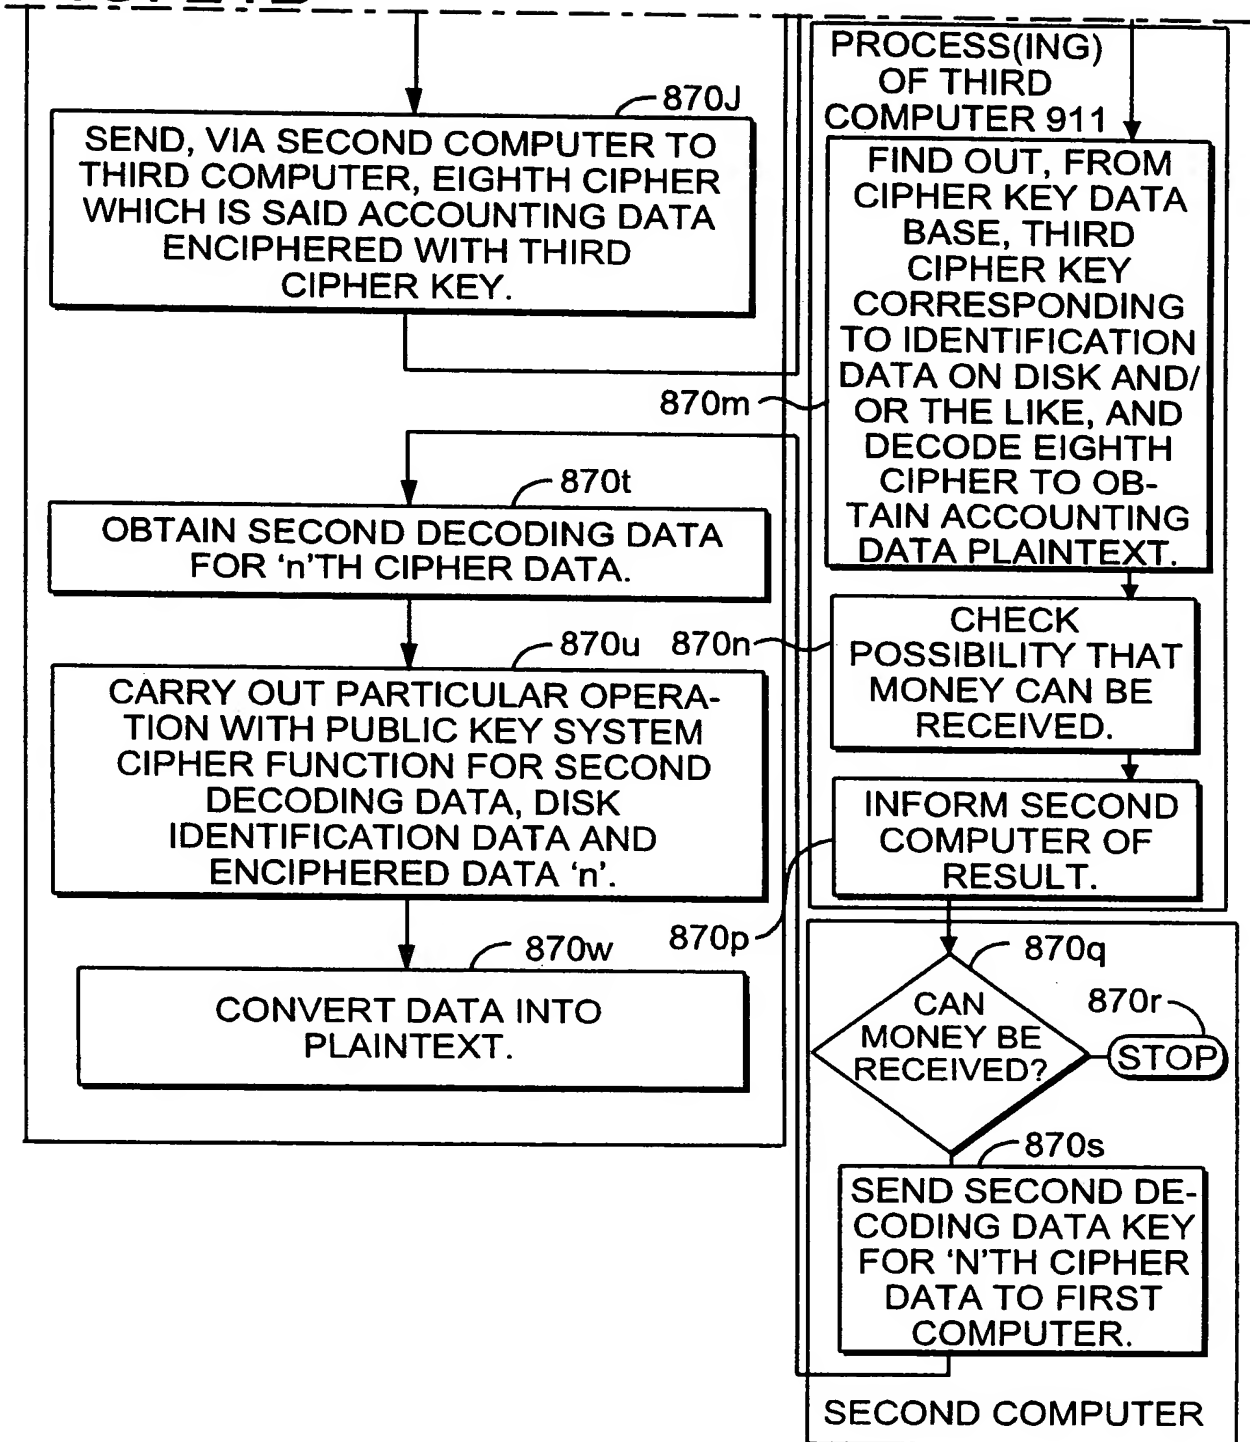 870J
SEND, VIA SECOND COMPUTER TO
THIRD COMPUTER, EIGHTH CIPHER
WHICH IS SAID ACCOUNTING DATA
ENCIPHERED WITH THIRD
CIPHER KEY.
870t
OBTAIN SECOND DECODING DATA
FOR 'n'TH CIPHER DATA.
870u
CARRY OUT PARTICULAR OPERA-
TION WITH PUBLIC KEY SYSTEM
CIPHER FUNCTION FOR SECOND
DECODING DATA, DISK
IDENTIFICATION DATA AND
ENCIPHERED DATA 'n'.
870w
CONVERT DATA INTO
PLAINTEXT.
PROCESS(ING)
OF THIRD
COMPUTER 911
870m
FIND OUT, FROM
CIPHER KEY DATA
BASE, THIRD
CIPHER KEY
CORRESPONDING
TO IDENTIFICATION
DATA ON DISK AND/
OR THE LIKE, AND
DECODE EIGHTH
CIPHER TO OB-
TAIN ACCOUNTING
DATA PLAINTEXT.
870n
CHECK
POSSIBILITY THAT
MONEY CAN BE
RECEIVED.
870p
INFORM SECOND
COMPUTER OF
RESULT.
870q
CAN
MONEY BE
RECEIVED?
870r
STOP
870s
SEND SECOND DE-
CODING DATA KEY
FOR 'N'TH CIPHER
DATA TO FIRST
COMPUTER.
SECOND COMPUTER